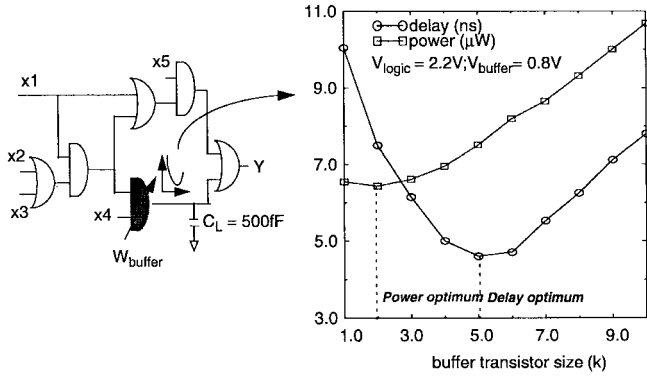 x1
x2
x3
x4
x5
Y
C_L = 500fF
W_buffer
delay (ns)
power (μW)
V_logic = 2.2V;V_buffer= 0.8V
11.0
9.0
7.0
5.0
3.0
Power optimum Delay optimum
1.0 3.0 5.0 7.0 9.0
buffer transistor size (k)